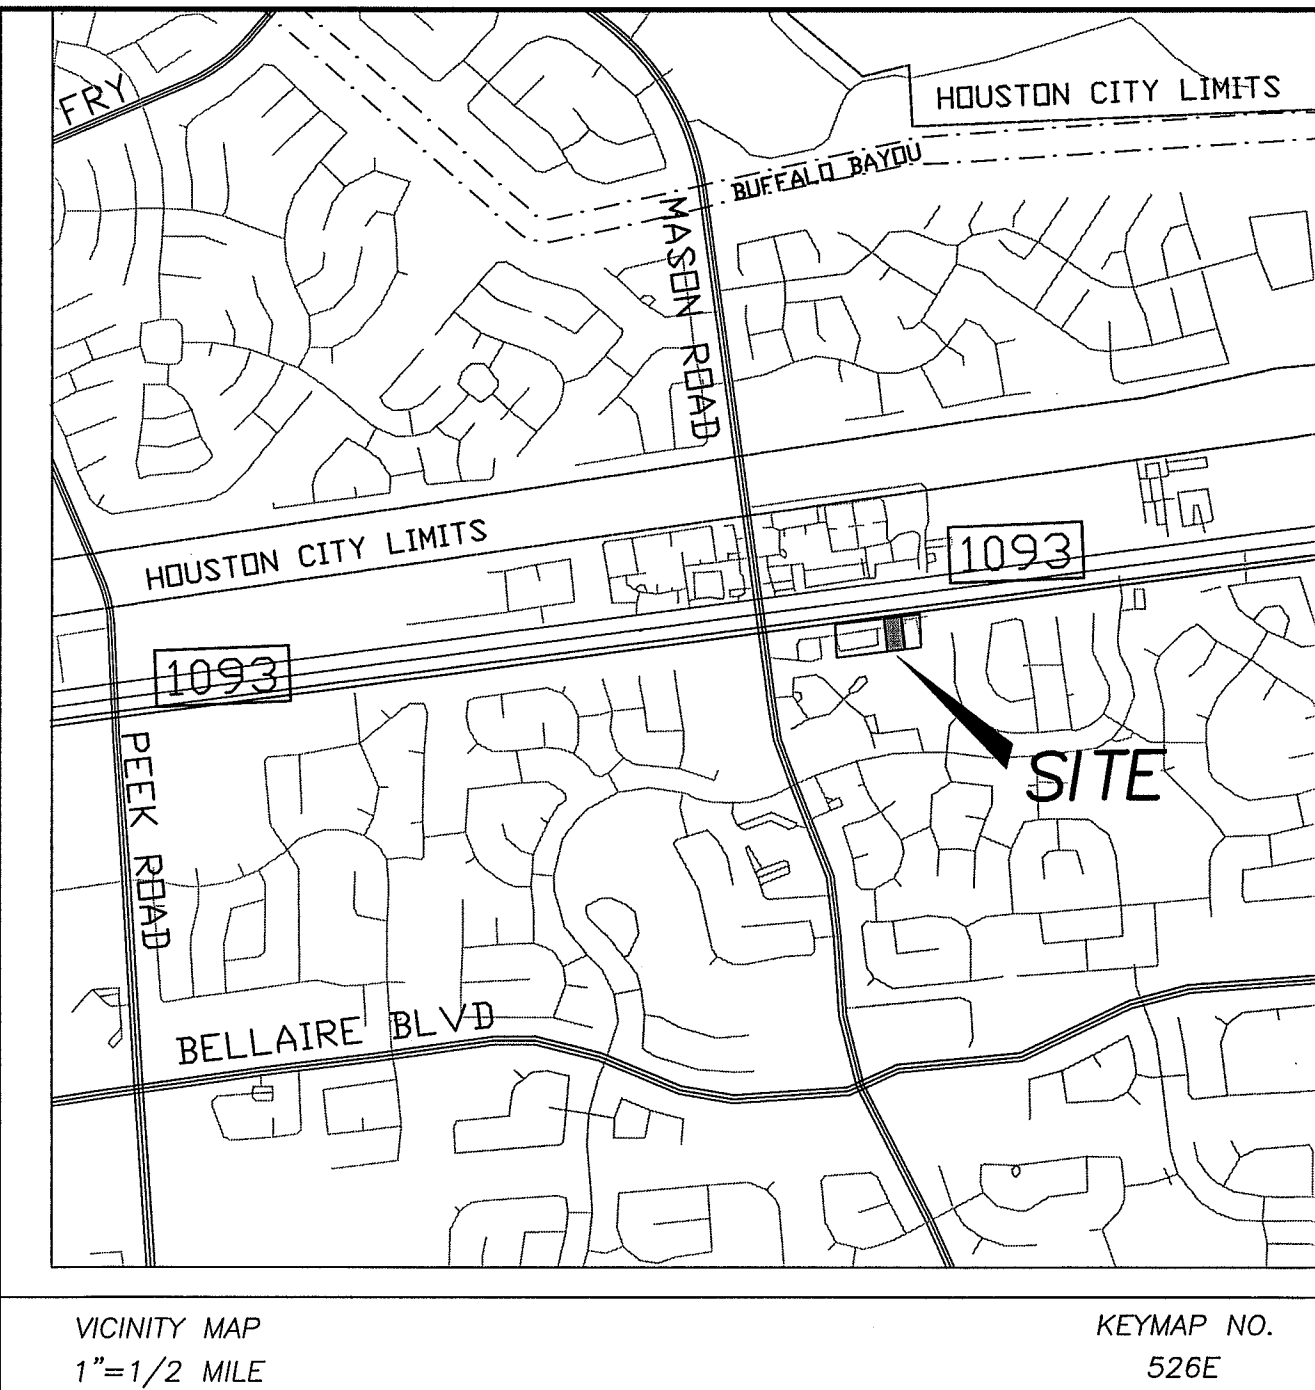 FRY
HOUSTON CITY LIMITS
BUFFALO BAYOU
MASON ROAD
HOUSTON CITY LIMITS
1093
1093
SITE
PEEK ROAD
BELLAIRE BLVD
VICINITY MAP
1"=1/2 MILE
KEYMAP NO.
526E